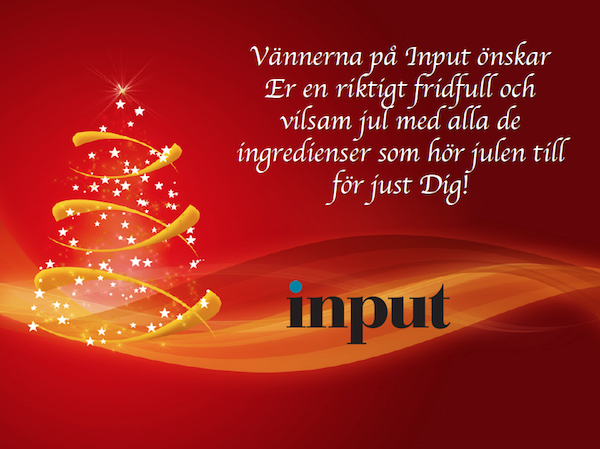 Vännerna på Input önskar
Er en riktigt fridfull och
vilsam jul med alla de
ingredienser som hör julen till
för just Dig!
input